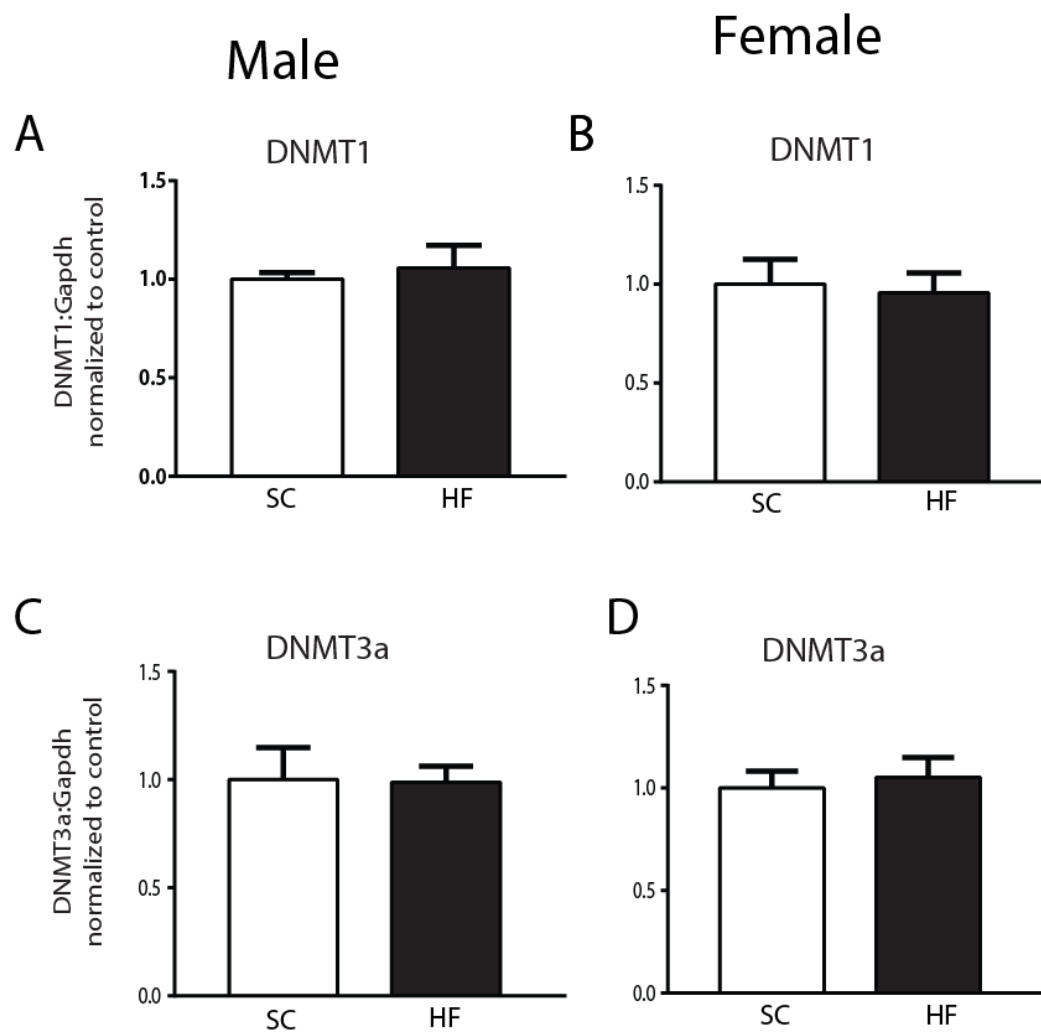 Male
Female
A
DNMT1
DNMT1:Gapdh
normalized to control
1.5
1.0
0.5
0.0
SC
HF
B
DNMT1
1.5
1.0
0.5
0.0
SC
HF
C
DNMT3a
DNMT3a:Gapdh
normalized to control
1.5
1.0
0.5
0.0
SC
HF
D
DNMT3a
1.5
1.0
0.5
0.0
SC
HF